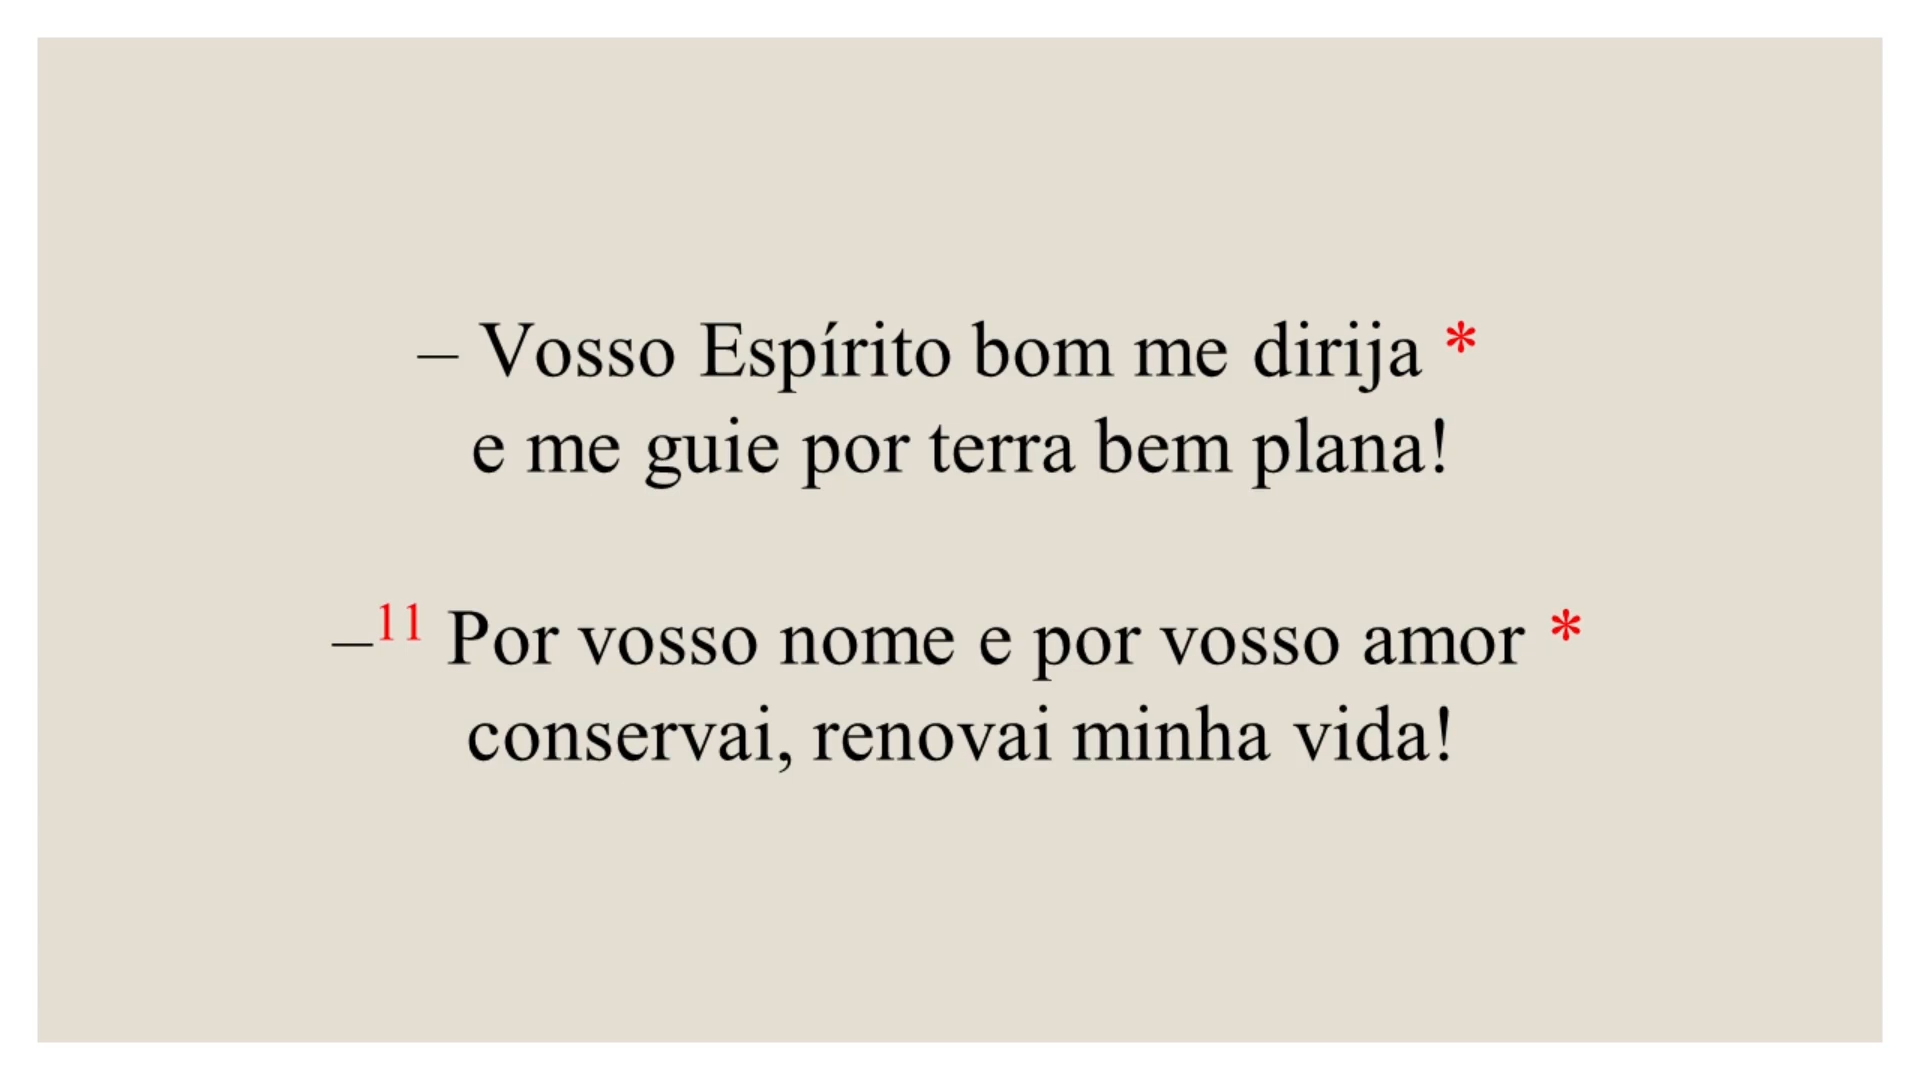 – Vosso Espírito bom me dirija *
e me guie por terra bem plana!
–11 Por vosso nome e por vosso amor *
conservai, renovai minha vida!